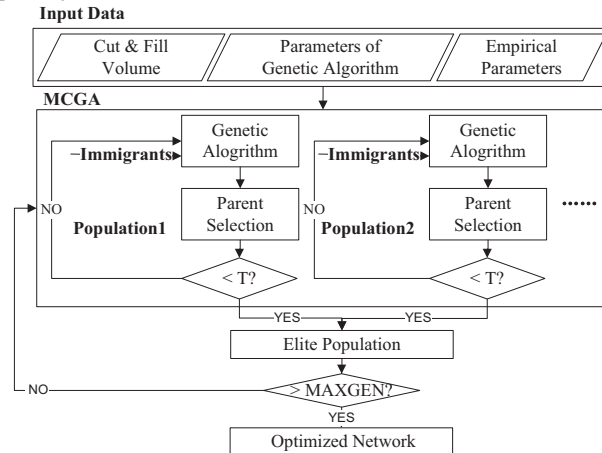 Input Data
Cut & Fill
Volume
Parameters of
Genetic Algorithm
Empirical
Parameters
MCGA
Genetic
Alogrithm
–Immigrants
NO
Population1
Parent
Selection
< T?
Genetic
Alogrithm
–Immigrants
NO
Population2
Parent
Selection
< T?
······
YES
YES
Elite Population
NO
> MAXGEN?
YES
Optimized Network